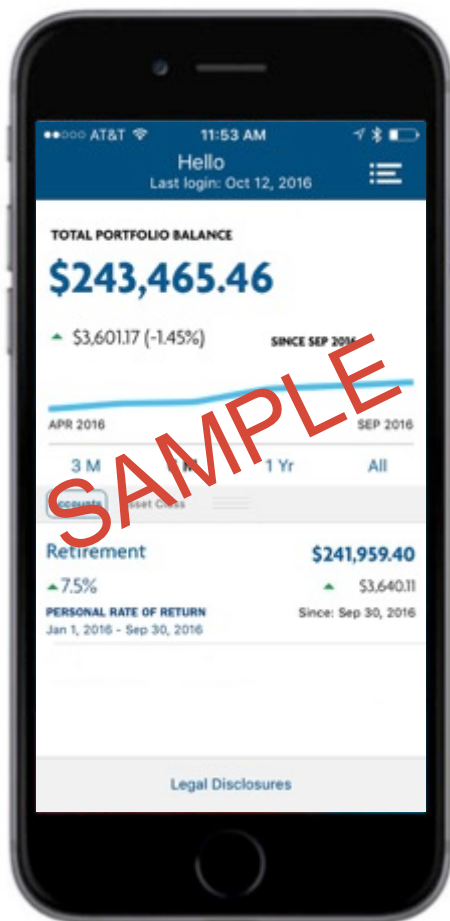 AT&T 11:53 AM
Hello
Last login: Oct 12, 2016
TOTAL PORTFOLIO BALANCE
$243,465.46
$3,601.17 (-1.45%) SINCE SEP 2016
APR 2016 SEP 2016
3 M M 1 Yr All
Accounts Asset Class
SAMPLE
Retirement $241,959.40
7.5% $3,640.11
PERSONAL RATE OF RETURN Since: Sep 30, 2016
Jan 1, 2016 - Sep 30, 2016
Legal Disclosures